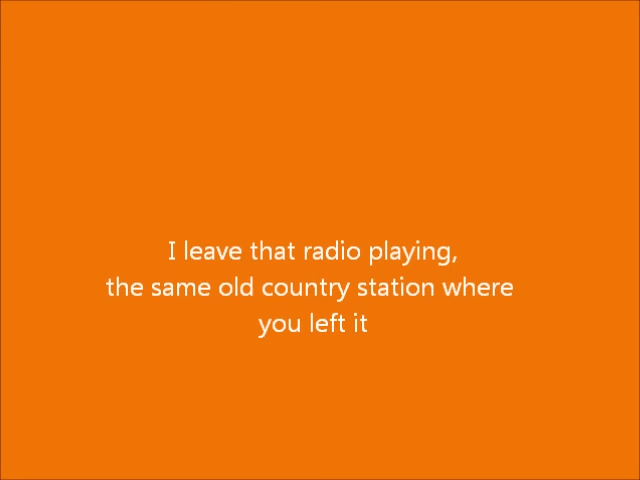 I leave that radio playing,
the same old country station where
you left it